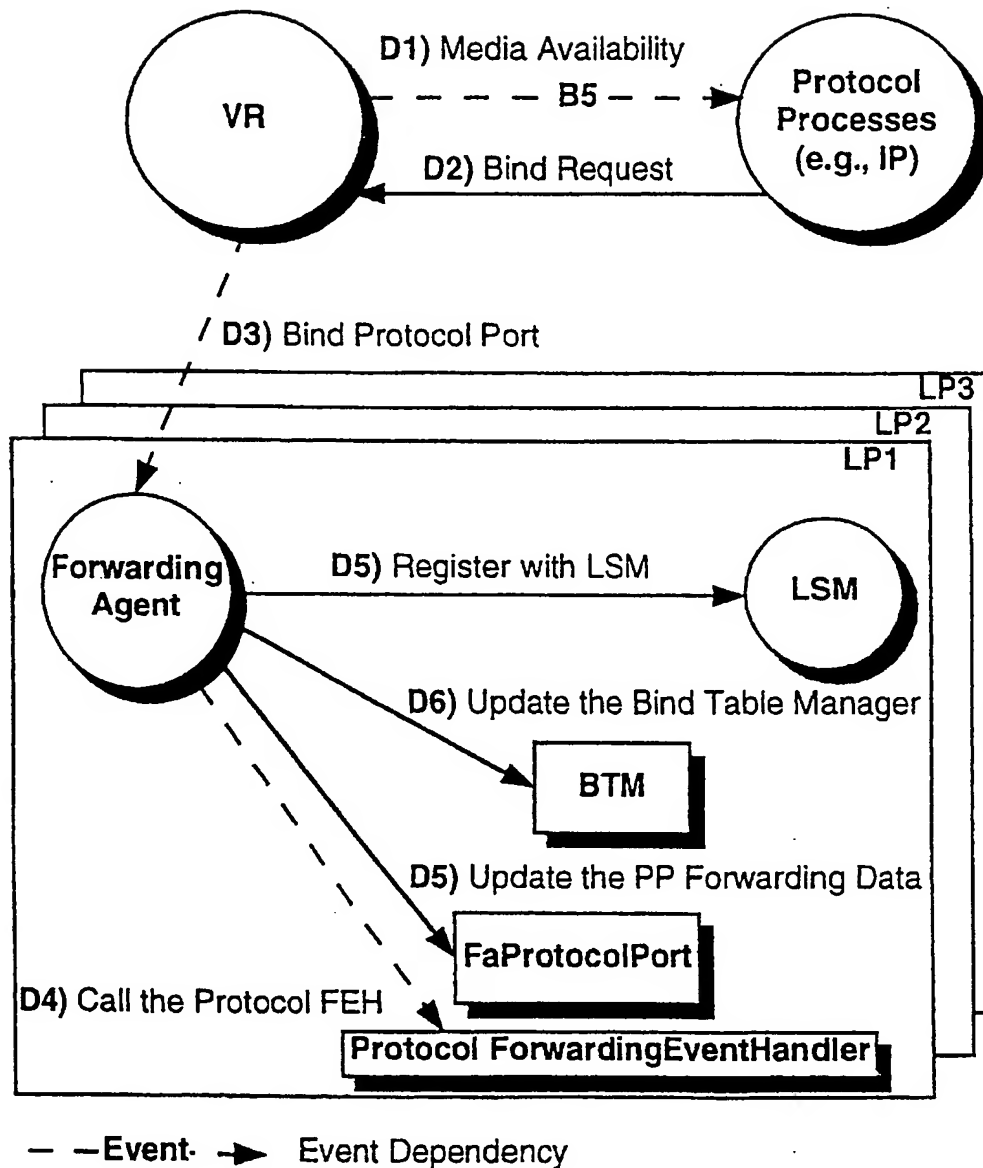 D1) Media Availability
VR
B5
Protocol
Processes
(e.g., IP)
D2) Bind Request
D3) Bind Protocol Port
LP3
LP2
LP1
Forwarding
Agent
D5) Register with LSM
LSM
D6) Update the Bind Table Manager
BTM
D5) Update the PP Forwarding Data
FaProtocolPort
D4) Call the Protocol FEH
Protocol ForwardingEventHandler
Event
Event Dependency